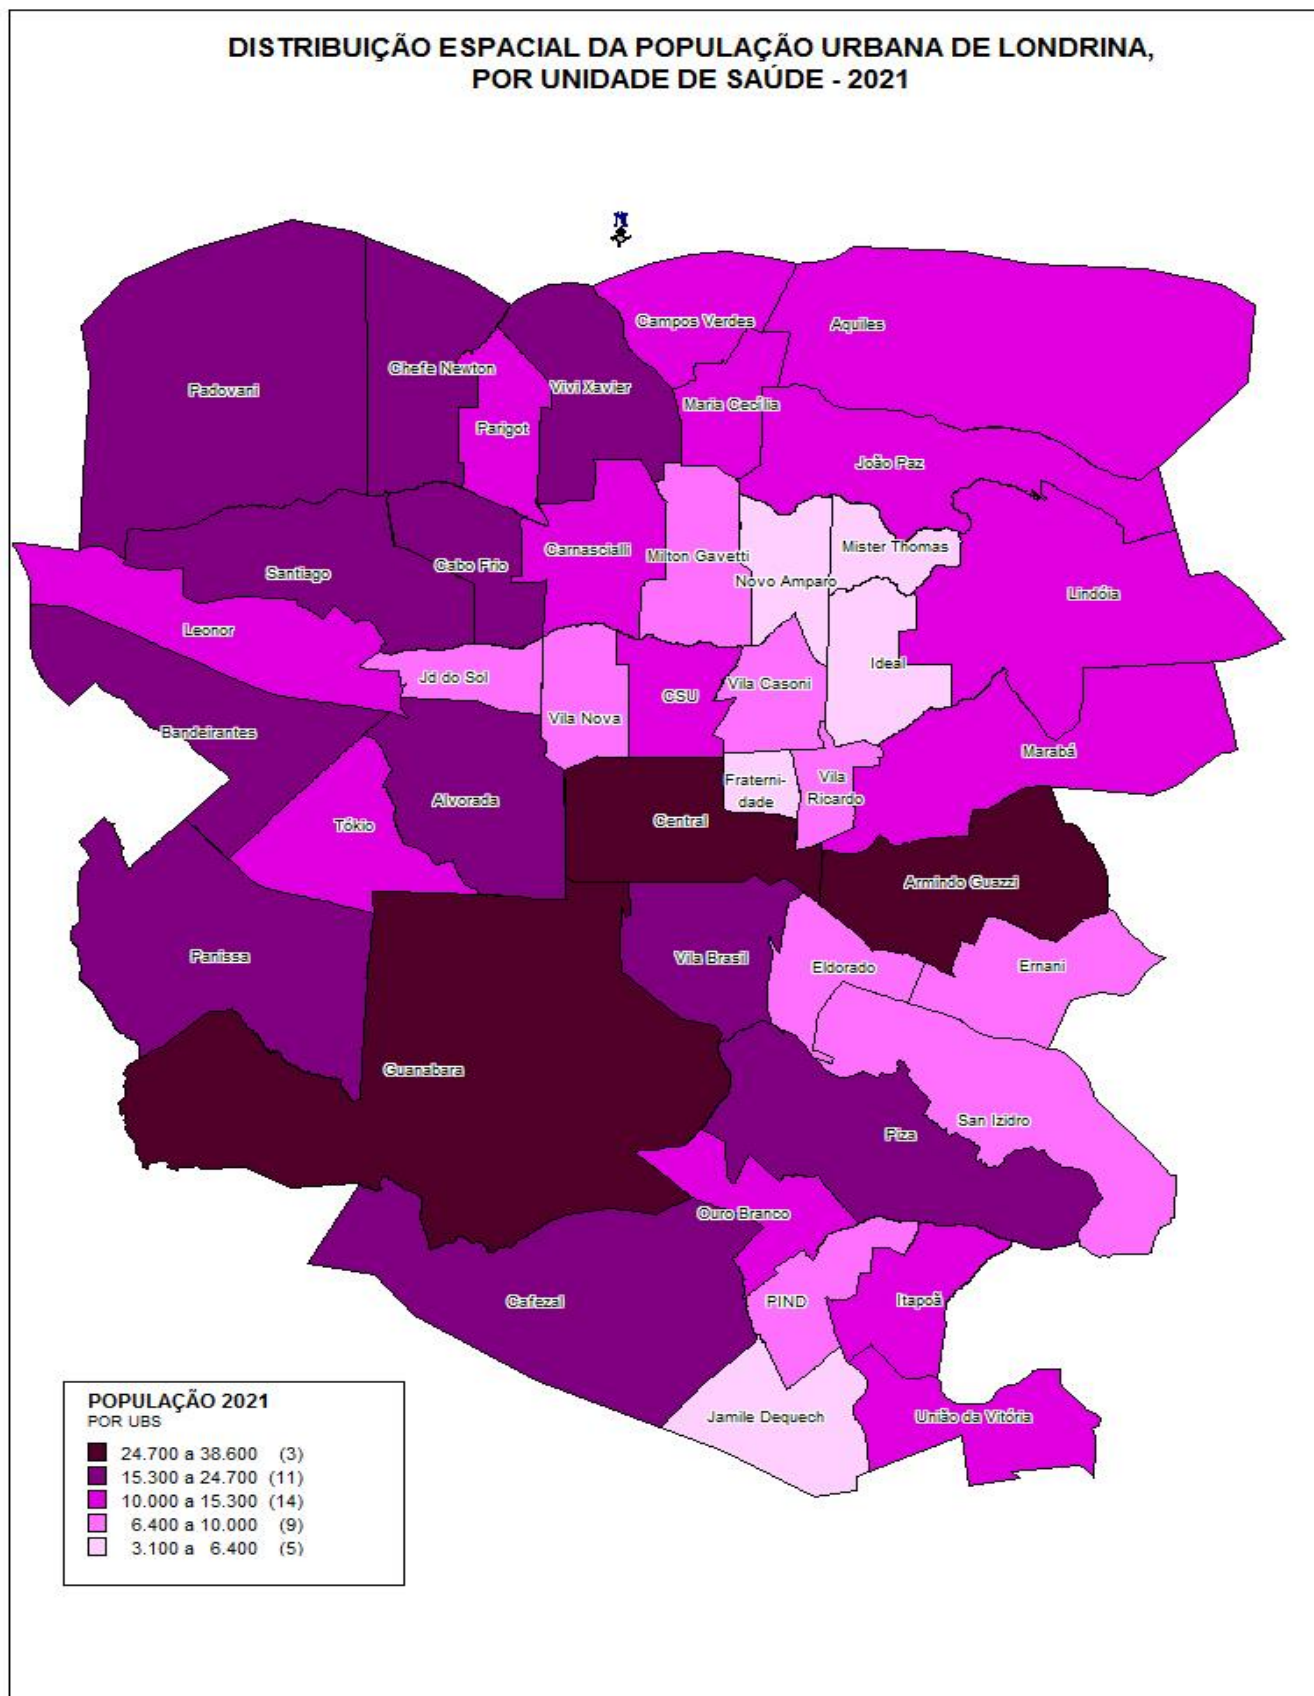 DISTRIBUIÇÃO ESPACIAL DA POPULAÇÃO URBANA DE LONDRINA,
POR UNIDADE DE SAÚDE - 2021
N
Campos Verdes
Aquiles
Padovani
Chefe Newton
Vivi Xavier
Maria Cecília
Parigot
João Paz
Carnascialli
Milton Gavetti
Mister Thomas
Santiago
Cabo Frio
Novo Amparo
Lindóia
Leonor
Jd do Sol
Vila Nova
CSU
Vila Casoni
Ideal
Bandeirantes
Marabá
Alvorada
Fraterni-
dade
Vila
Ricardo
Tókio
Central
Armindo Guazzi
Panissa
Vila Brasil
Eldorado
Ernani
Guanabara
San Izidro
Piza
Ouro Branco
Cafezal
PIND
Itapoã
Jamile Dequech
União da Vitória
POPULAÇÃO 2021
POR UBS
24.700 a 38.600 (3)
15.300 a 24.700 (11)
10.000 a 15.300 (14)
6.400 a 10.000 (9)
3.100 a 6.400 (5)